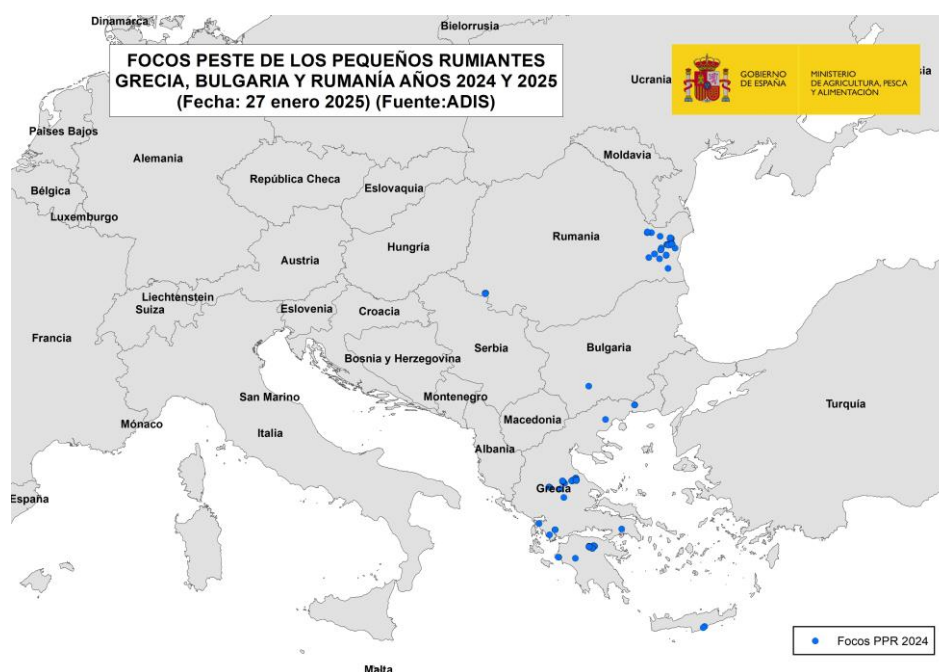 Dinamarca
Bielorrusia
FOCOS PESTE DE LOS PEQUEÑOS RUMIANTES
GRECIA, BULGARIA Y RUMANÍA AÑOS 2024 Y 2025
(Fecha: 27 enero 2025) (Fuente:ADIS)
Ucrania
GOBIERNO
DE ESPAÑA
MINISTERIO
DE AGRICULTURA, PESCA
Y ALIMENTACIÓN
Países Bajos
Alemania
Moldavia
República Checa
Eslovaquia
Bélgica
Luxemburgo
Rumania
Hungría
Austria
Liechtenstein
Suiza
Eslovenia
Croacia
Francia
Serbia
Bulgaria
Bosnia y Herzegovina
San Marino
Montenegro
Turquía
Mónaco
Macedonia
Italia
Albania
España
Grecia
Focos PPR 2024
Malta